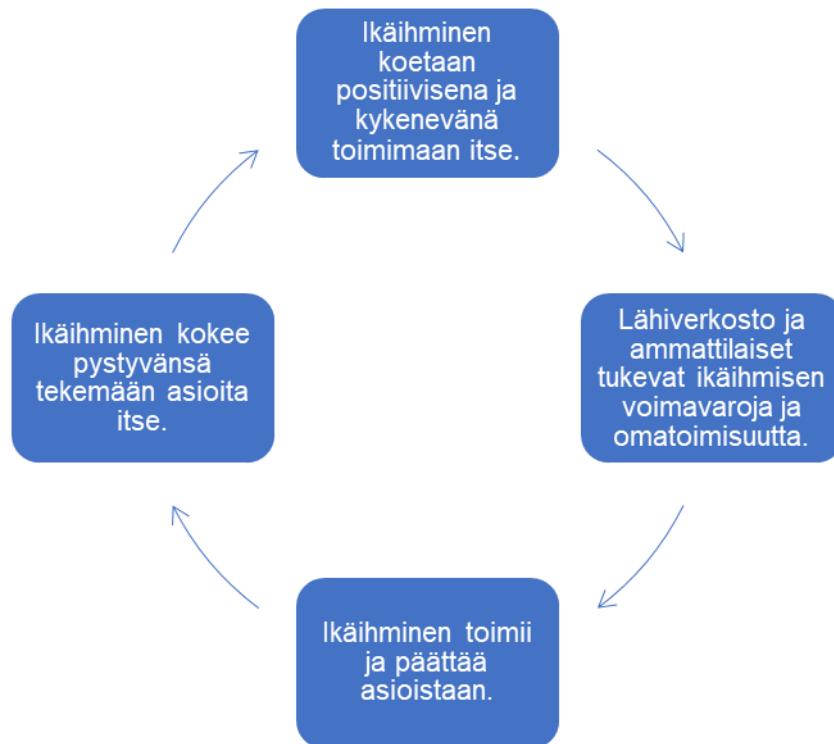 Ikäihminen
koetaan
positiivisena ja
kykenevänä
toimimaan itse.
Lähiverkosto ja
ammattilaiset
tukevat ikäihmisen
voimavaroja ja
omatoimisuutta.
Ikäihminen toimii
ja päättää
asioistaan.
Ikäihminen kokee
pystyvänsä
tekemään asioita
itse.